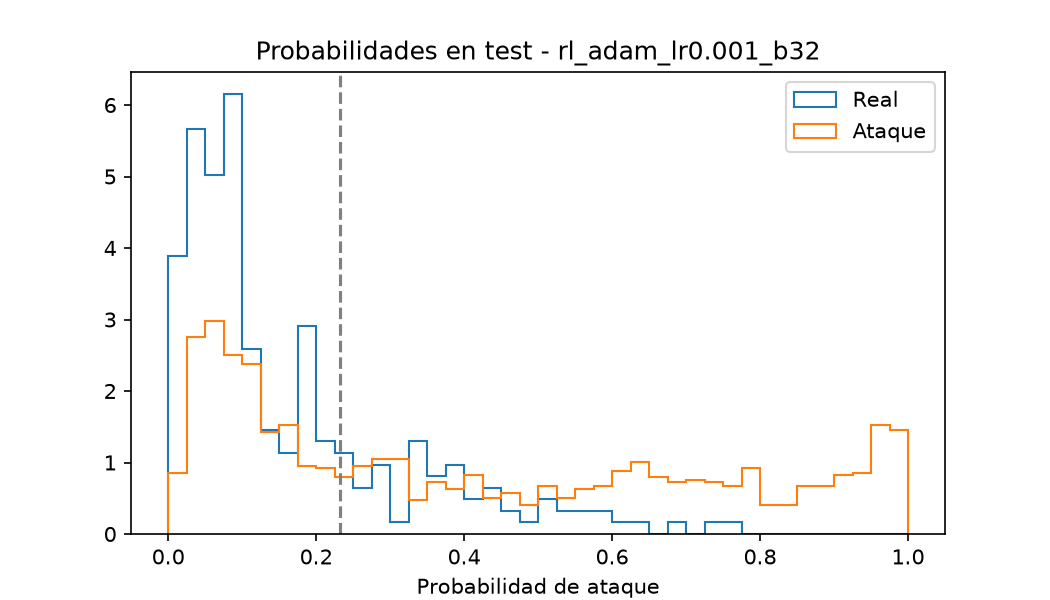 Probabilidades en test - rl_adam_lr0.001_b32
Real
Ataque
6
5
4
3
2
1
0
0.0 0.2 0.4 0.6 0.8 1.0
Probabilidad de ataque